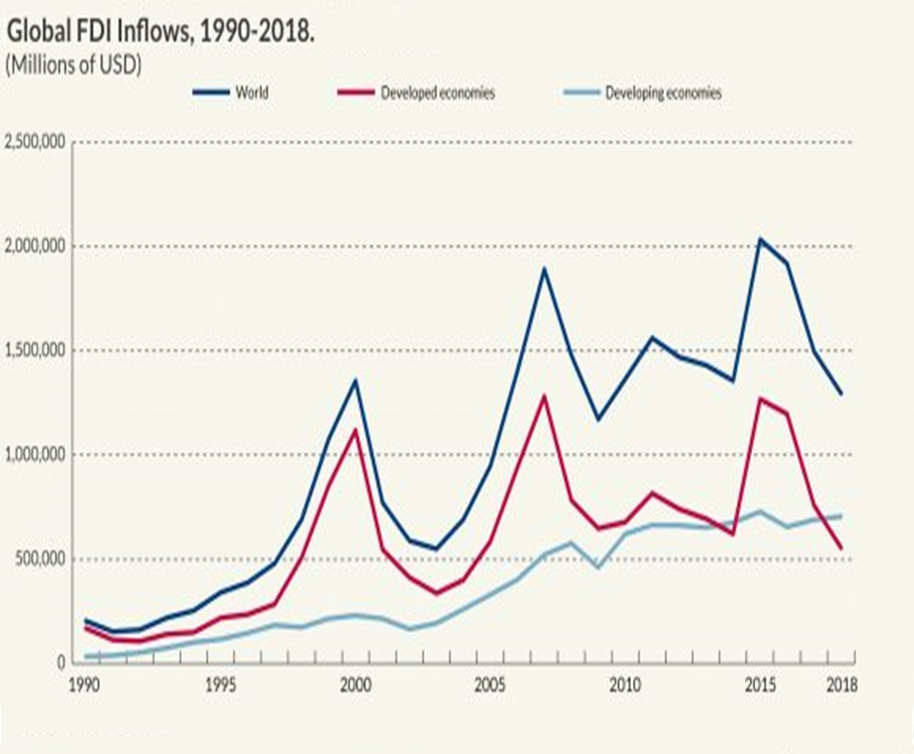 Global FDI Inflows, 1990-2018.
(Millions of USD)
World Developed economies Developing economies
2,500,000
2,000,000
1,500,000
1,000,000
500,000
0
1990 1995 2000 2005 2010 2015 2018